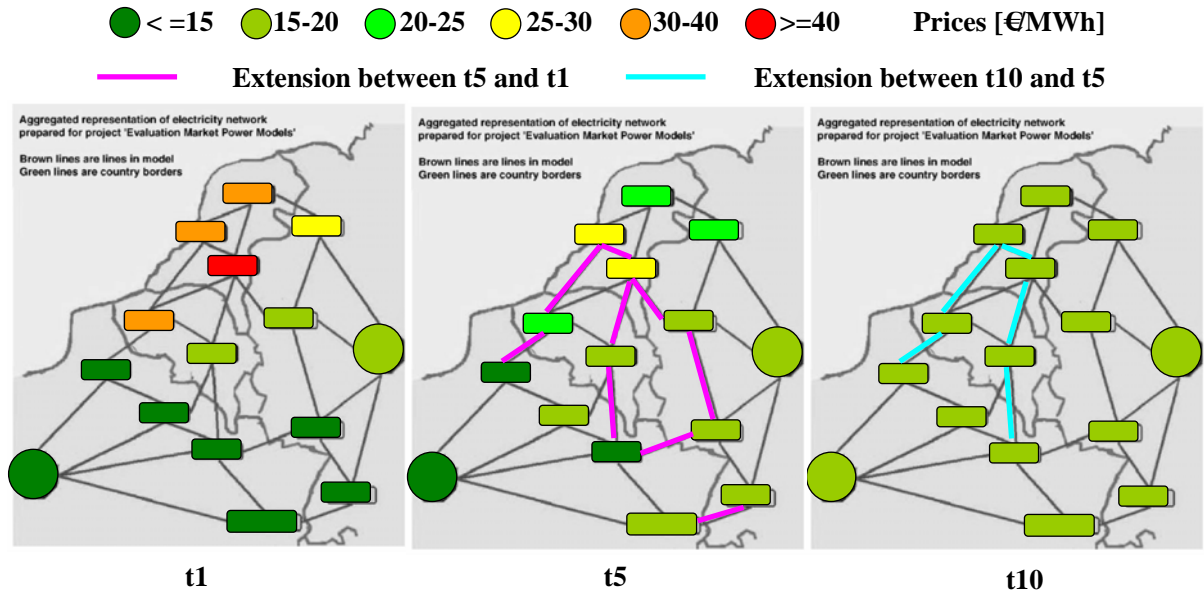 < =15 15-20 20-25 25-30 30-40 >=40 Prices [€/MWh]
Extension between t5 and t1 Extension between t10 and t5
Aggregated representation of electricity network
prepared for project 'Evaluation Market Power Models'
Brown lines are lines in model
Green lines are country borders
Aggregated representation of electricity network
prepared for project 'Evaluation Market Power Models'
Brown lines are lines in model
Green lines are country borders
Aggregated representation of electricity network
prepared for project 'Evaluation Market Power Models'
Brown lines are lines in model
Green lines are country borders
t1 t5 t10